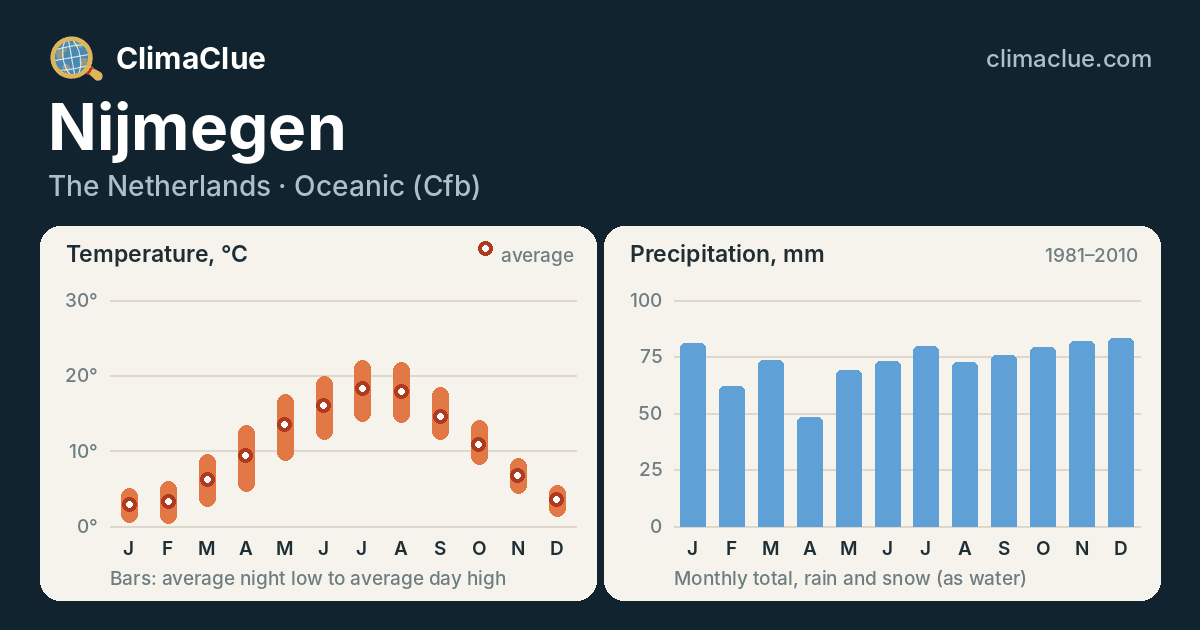 ClimaClue
climaclue.com
Nijmegen
The Netherlands · Oceanic (Cfb)
Temperature, °C
average
30°
20°
10°
0°
J F M A M J J A S O N D
Bars: average night low to average day high
Precipitation, mm
1981–2010
100
75
50
25
0
J F M A M J J A S O N D
Monthly total, rain and snow (as water)